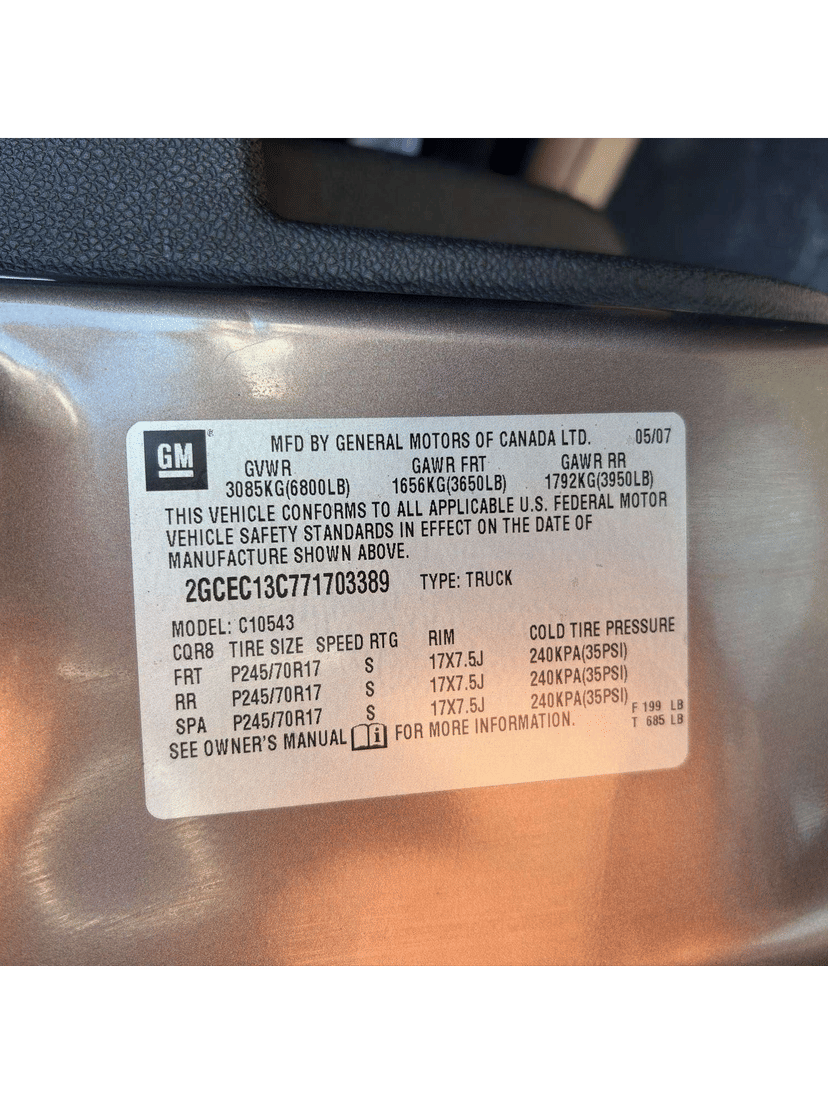 GM® MFD BY GENERAL MOTORS OF CANADA LTD. 05/07
GVWR GAWR FRT GAWR RR
3085KG(6800LB) 1656KG(3650LB) 1792KG(3950LB)
THIS VEHICLE CONFORMS TO ALL APPLICABLE U.S. FEDERAL MOTOR
VEHICLE SAFETY STANDARDS IN EFFECT ON THE DATE OF
MANUFACTURE SHOWN ABOVE.
2GCEC13C771703389 TYPE: TRUCK
MODEL: C10543
CQR8 TIRE SIZE SPEED RTG RIM COLD TIRE PRESSURE
FRT P245/70R17 S 17X7.5J 240KPA(35PSI)
RR P245/70R17 S 17X7.5J 240KPA(35PSI)
SPA P245/70R17 S 17X7.5J 240KPA(35PSI)
F 199 LB
T 685 LB
SEE OWNER'S MANUAL i FOR MORE INFORMATION.